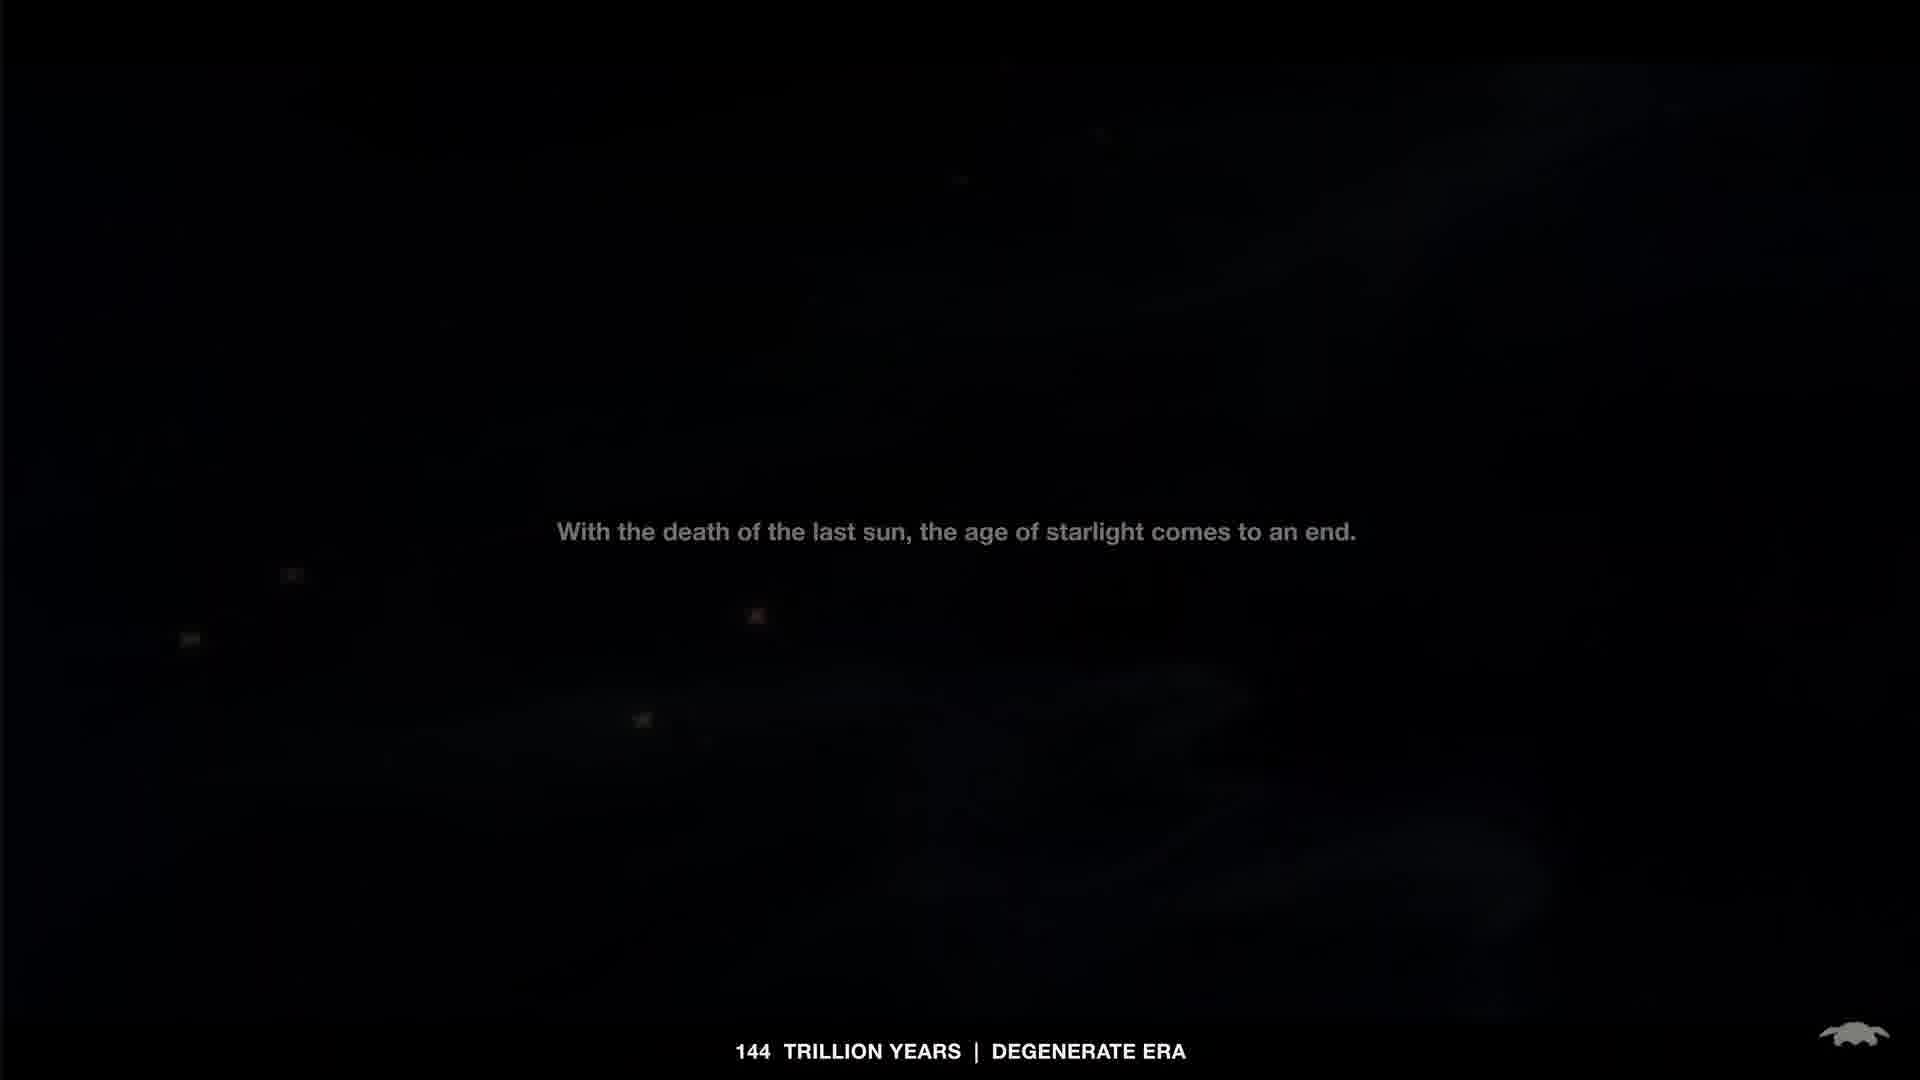 With the death of the last sun, the age of starlight comes to an end.
144 TRILLION YEARS | DEGENERATE ERA